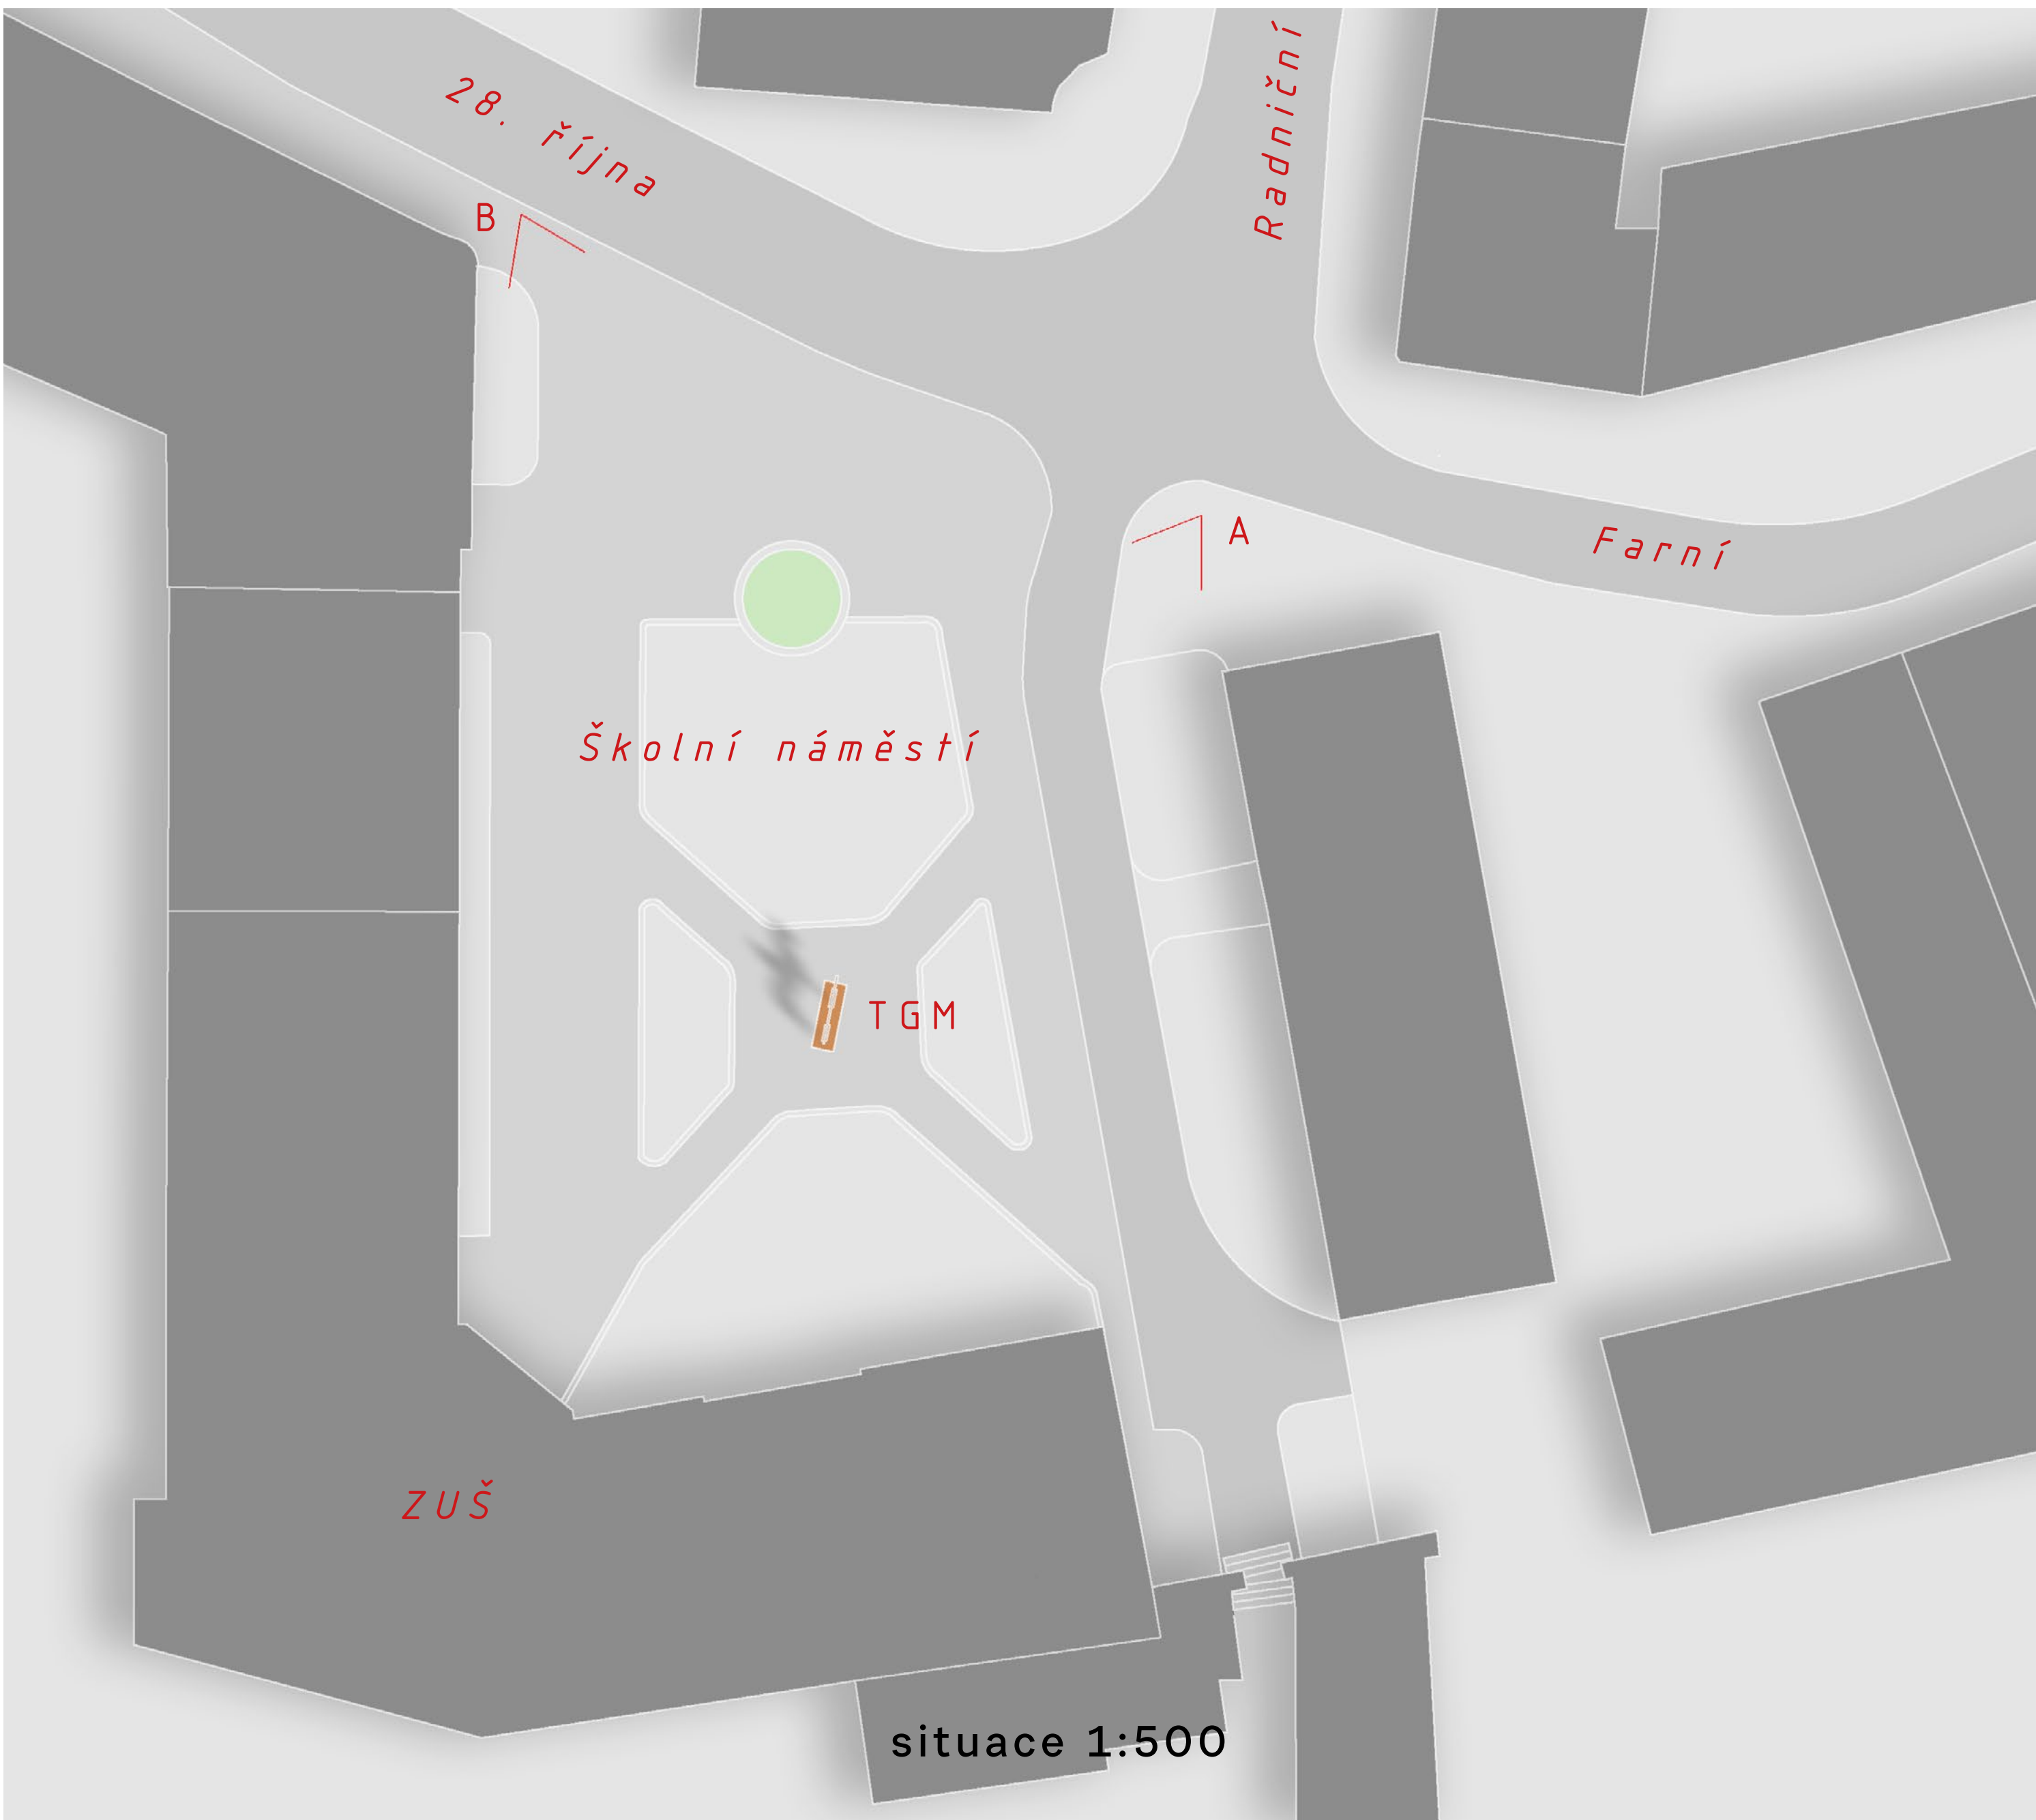 28. října
Radniční
B
A
Farní
Školní náměstí
TGM
ZUŠ
situace 1:500